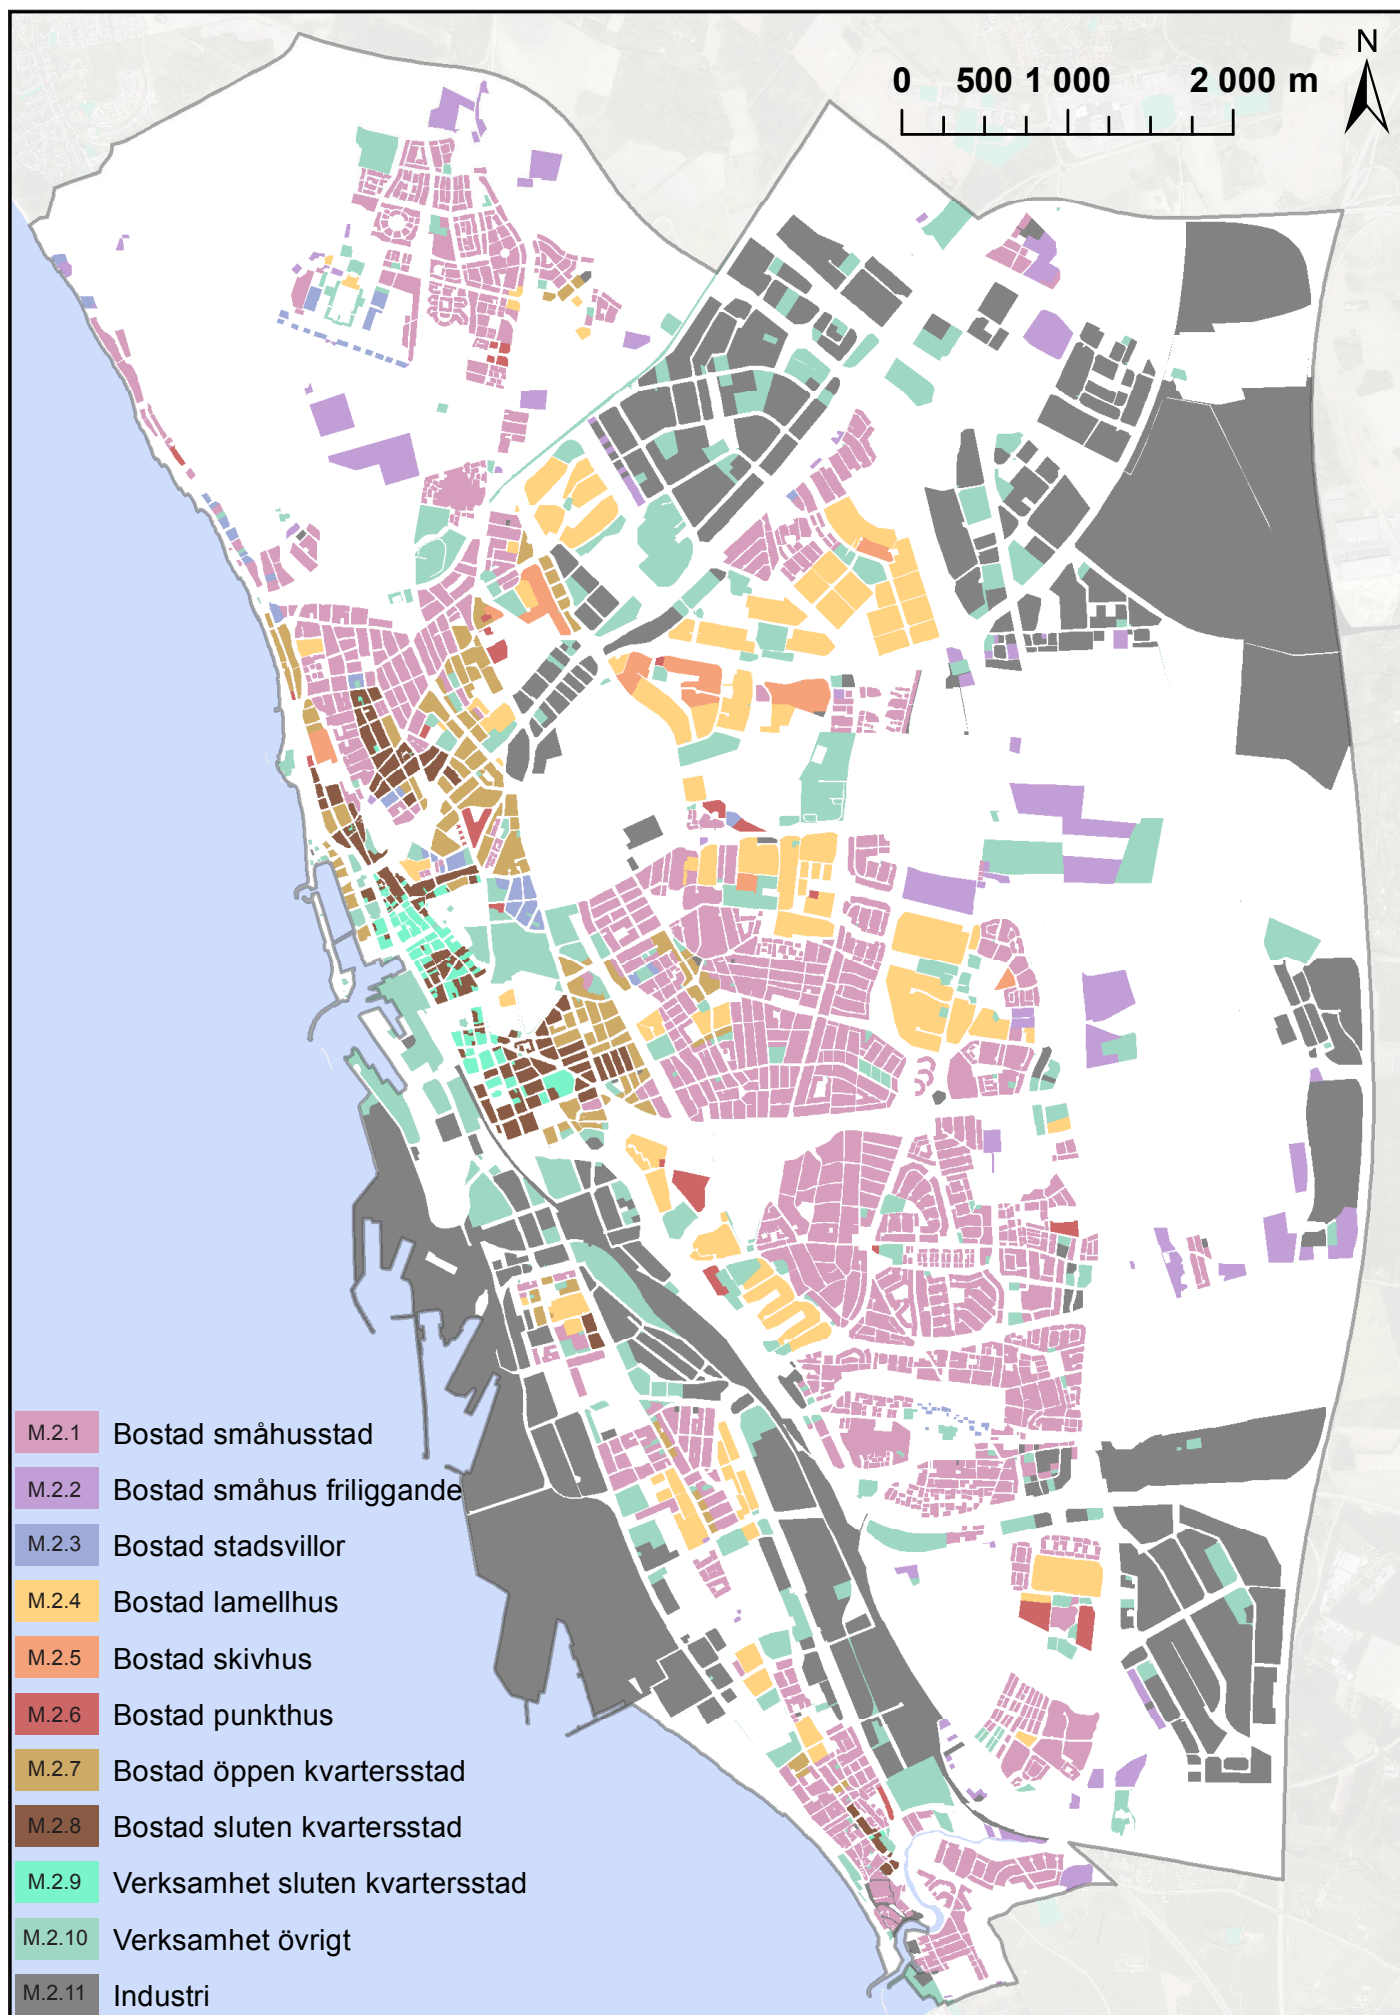 N
0 500 1 000 2 000 m
M.2.1 Bostad småhusstad
M.2.2 Bostad småhus friliggande
M.2.3 Bostad stadsvillor
M.2.4 Bostad lamellhus
M.2.5 Bostad skivhus
M.2.6 Bostad punkthus
M.2.7 Bostad öppen kvartersstad
M.2.8 Bostad sluten kvartersstad
M.2.9 Verksamhet sluten kvartersstad
M.2.10 Verksamhet övrigt
M.2.11 Industri